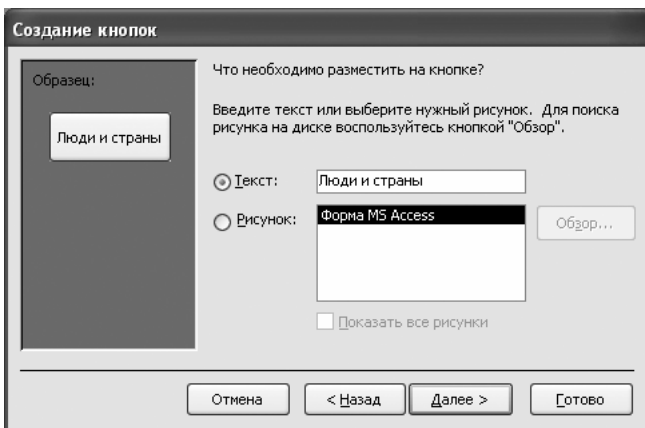 Создание кнопок
Образец:
Люди и страны
Что необходимо разместить на кнопке?
Введите текст или выберите нужный рисунок. Для поиска
рисунка на диске воспользуйтесь кнопкой "Обзор".
Текст:
Люди и страны
Рисунок:
Форма MS Access
Обзор...
Показать все рисунки
Отмена
< Назад
Далее >
Готово